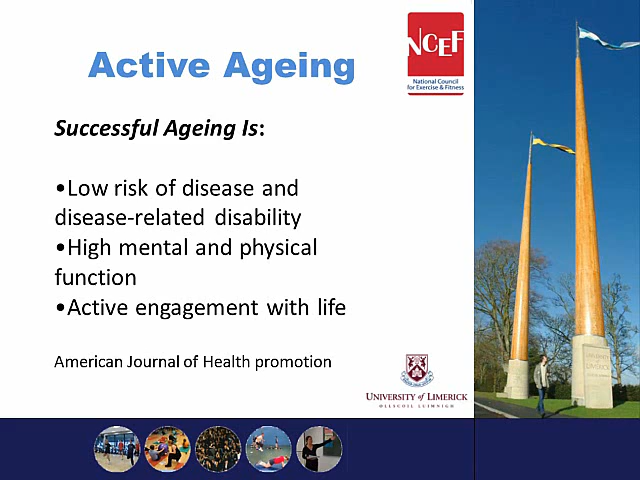 Active Ageing
NCEF
National Council
for Exercise & Fitness
Successful Ageing Is:
•Low risk of disease and
disease-related disability
•High mental and physical
function
•Active engagement with life
American Journal of Health promotion
UNIVERSITY of LIMERICK
OLLSCOIL LUIMNIGH
UNIVERSITY
LIMERICK